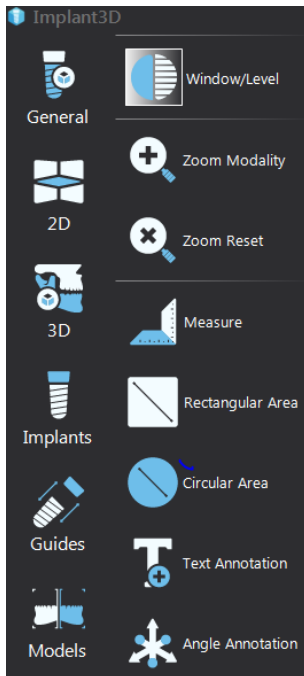 Implant3D
General
2D
3D
Implants
Guides
Models
Window/Level
Zoom Modality
Zoom Reset
Measure
Rectangular Area
Circular Area
Text Annotation
Angle Annotation